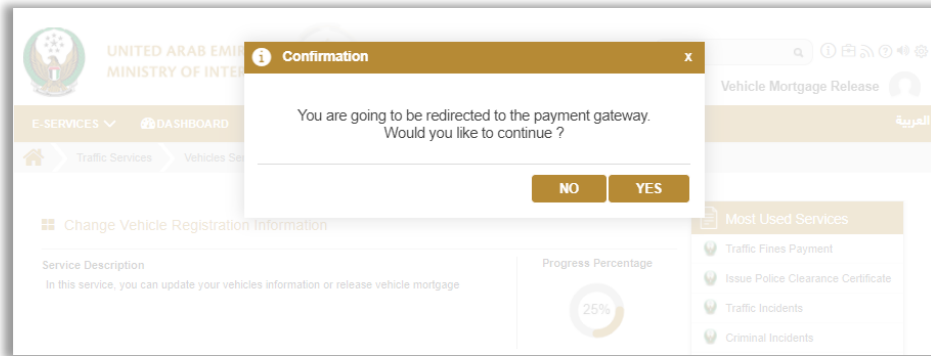 UNITED ARAB EMIR
MINISTRY OF INTER
Confirmation
x
You are going to be redirected to the payment gateway.
Would you like to continue ?
NO
YES
Vehicle Mortgage Release
E-SERVICES
DASHBOARD
العربية
Traffic Services
Vehicles Se
Change Vehicle Registration Information
Service Description
In this service, you can update your vehicles information or release vehicle mortgage
Progress Percentage
25%
Most Used Services
Traffic Fines Payment
Issue Police Clearance Certificate
Traffic Incidents
Criminal Incidents